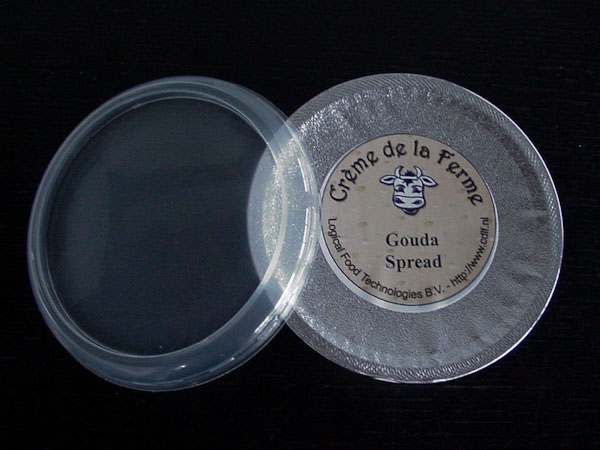 Crème de la Ferme
Gouda
Spread
Logical Food Technologies B.V. - http://www.cdlf.nl